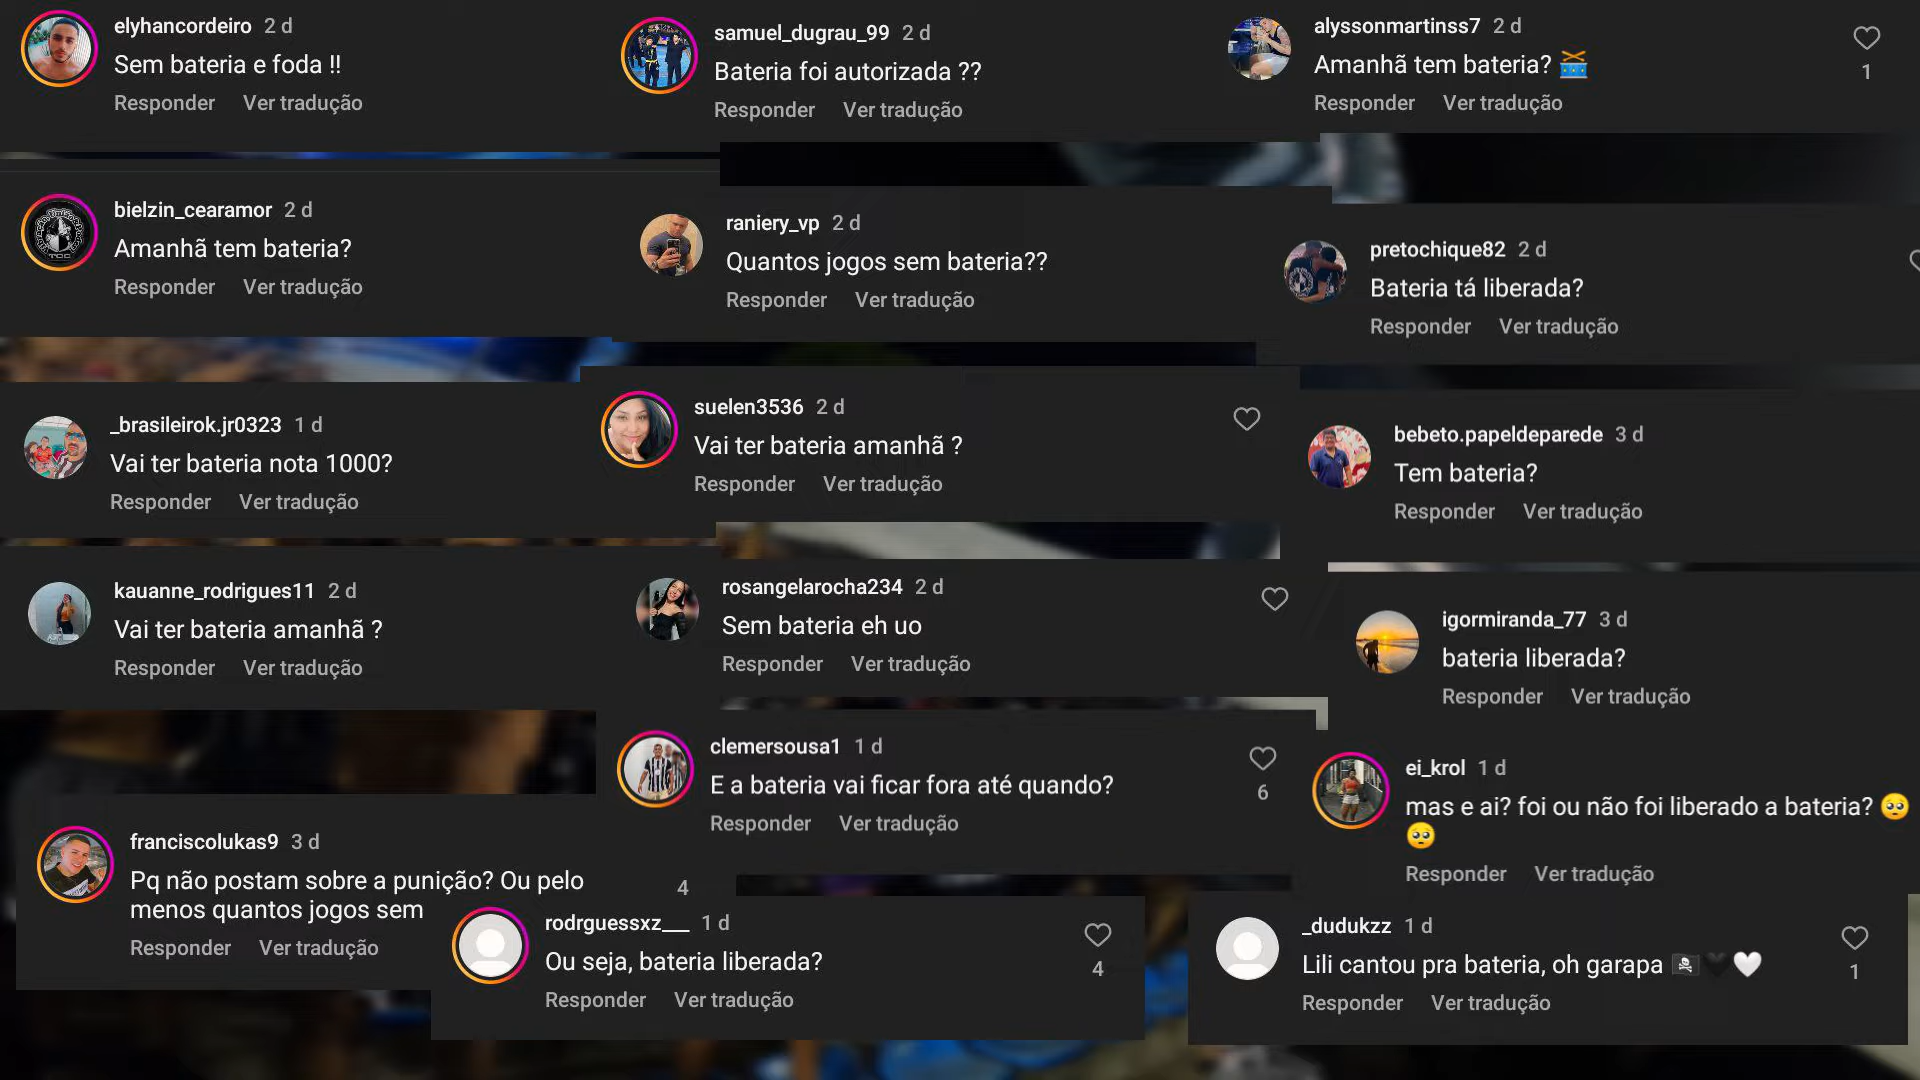 elyhancordeiro 2 d
Sem bateria e foda !!
Responder Ver tradução
samuel_dugrau_99 2 d
Bateria foi autorizada ??
Responder Ver tradução
alyssonmartinss7 2 d
Amanhã tem bateria? 🥁
1
Responder Ver tradução
bielzin_cearamor 2 d
Amanhã tem bateria?
Responder Ver tradução
raniery_vp 2 d
Quantos jogos sem bateria??
Responder Ver tradução
pretochique82 2 d
Bateria tá liberada?
Responder Ver tradução
_brasileirok.jr0323 1 d
Vai ter bateria nota 1000?
Responder Ver tradução
suelen3536 2 d
Vai ter bateria amanhã ?
Responder Ver tradução
bebeto.papeldeparede 3 d
Tem bateria?
Responder Ver tradução
kauanne_rodrigues11 2 d
Vai ter bateria amanhã ?
Responder Ver tradução
rosangelarocha234 2 d
Sem bateria eh uo
Responder Ver tradução
igormiranda_77 3 d
bateria liberada?
Responder Ver tradução
clemersousa1 1 d
E a bateria vai ficar fora até quando?
6
Responder Ver tradução
ei_krol 1 d
mas e ai? foi ou não foi liberado a bateria? 🥺
🥺
Responder Ver tradução
franciscolukas9 3 d
Pq não postam sobre a punição? Ou pelo
menos quantos jogos sem
4
Responder Ver tradução
rodrguessxz___ 1 d
Ou seja, bateria liberada?
4
Responder Ver tradução
_dudukzz 1 d
Lili cantou pra bateria, oh garapa 🏴‍☠️🖤🤍
1
Responder Ver tradução